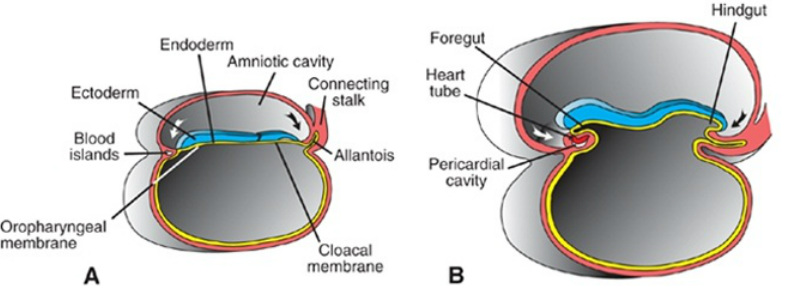 Endoderm
Amniotic cavity
Ectoderm
Connecting
stalk
Blood
islands
Allantois
Oropharyngeal
membrane
Cloacal
membrane
A
Hindgut
Foregut
Heart
tube
Pericardial
cavity
B